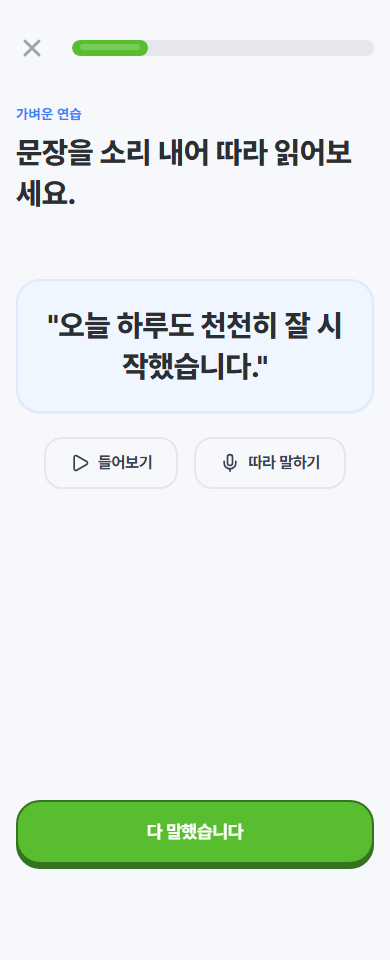 가벼운 연습
문장을 소리 내어 따라 읽어보
세요.
"오늘 하루도 천천히 잘 시
작했습니다."
들어보기
따라 말하기
다 말했습니다